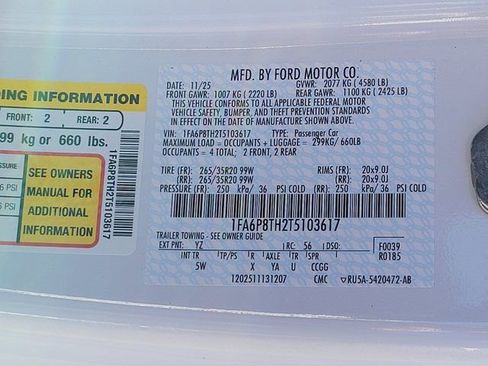 DING INFORMATION
FRONT: 2 REAR: 2
99 kg or 660 lbs.
SEE OWNERS
MANUAL FOR
ADDITIONAL
INFORMATION
PRESSURE
PSI
PSI
1FA6P8TH2T5103617
MFD. BY FORD MOTOR CO.
11/25 GVWR: 2077 KG ( 4580 LB)
FRONT GAWR: 1007 KG ( 2220 LB) REAR GAWR: 1100 KG ( 2425 LB)
THIS VEHICLE CONFORMS TO ALL APPLICABLE FEDERAL MOTOR
VEHICLE SAFETY, BUMPER, AND THEFT PREVENTION STANDARDS IN
EFFECT ON THE DATE OF MANUFACTURE SHOWN ABOVE.
VIN: 1FA6P8TH2T5103617 TYPE: Passenger Car
MAXIMUM LOAD = OCCUPANTS + LUGGAGE = 299KG/ 660LB
OCCUPANTS = 4 TOTAL: 2 FRONT, 2 REAR
TIRE (FR): 265/35R20 99W RIMS (FR): 20x9.0J
(RR): 265/35R20 99W (RR): 20x9.0J
PRESSURE (FR): 250 kPa/ 36 PSI COLD (RR): 250 kPa/ 36 PSI COLD
1FA6P8TH2T5103617
TRAILER TOWING - SEE OWNER GUIDE
EXT PNT: YZ RC: 56 DSO: F0039
R0185
INT TR TP/PS R AXLE TR SPR
5W X YA U CCGG
1202511131207 CMC RU5A-5420472-AB